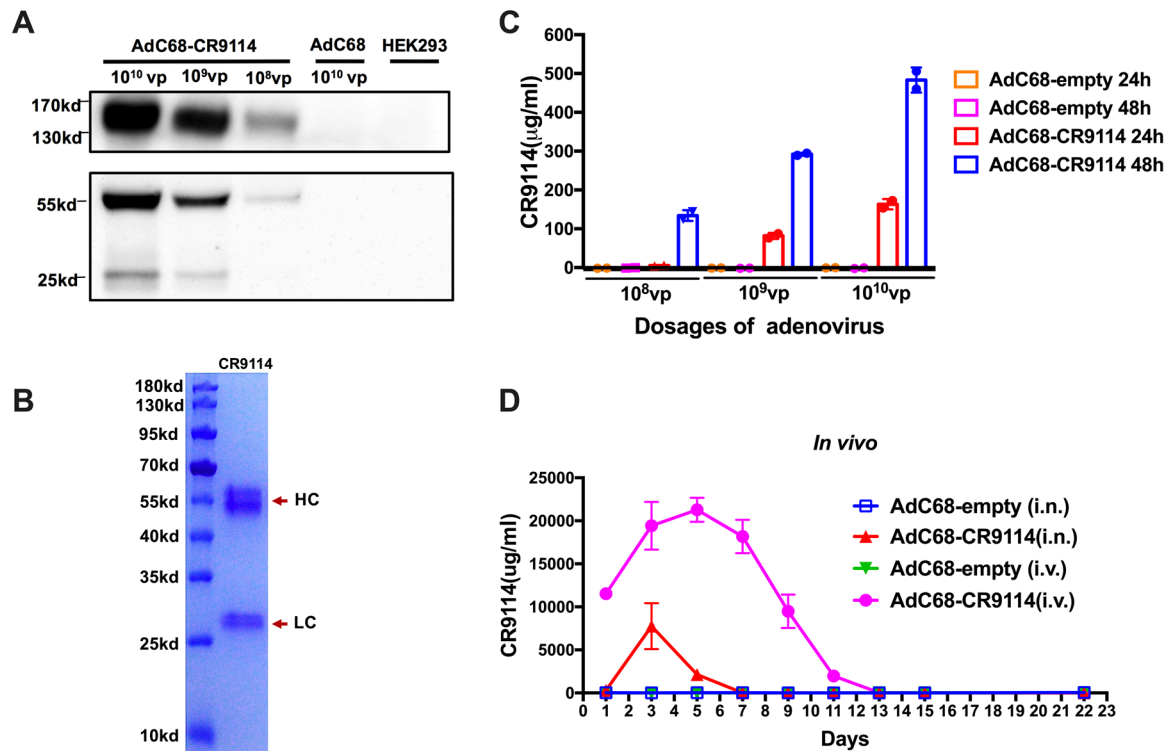 A
AdC68-CR9114 AdC68 HEK293
10¹⁰ vp 10⁹vp 10⁸vp 10¹⁰ vp
170kd
130kd
55kd
25kd
B
CR9114
180kd
130kd
95kd
70kd
55kd
HC
40kd
35kd
LC
25kd
10kd
C
CR9114(μg/ml)
600
500
400
300
200
100
0
10⁸vp 10⁹vp 10¹⁰vp
Dosages of adenovirus
AdC68-empty 24h
AdC68-empty 48h
AdC68-CR9114 24h
AdC68-CR9114 48h
D
In vivo
CR9114(ug/ml)
25000
20000
15000
10000
5000
0
0 1 2 3 4 5 6 7 8 9 10 11 12 13 14 15 16 17 18 19 20 21 22 23
Days
AdC68-empty (i.n.)
AdC68-CR9114(i.n.)
AdC68-empty (i.v.)
AdC68-CR9114(i.v.)